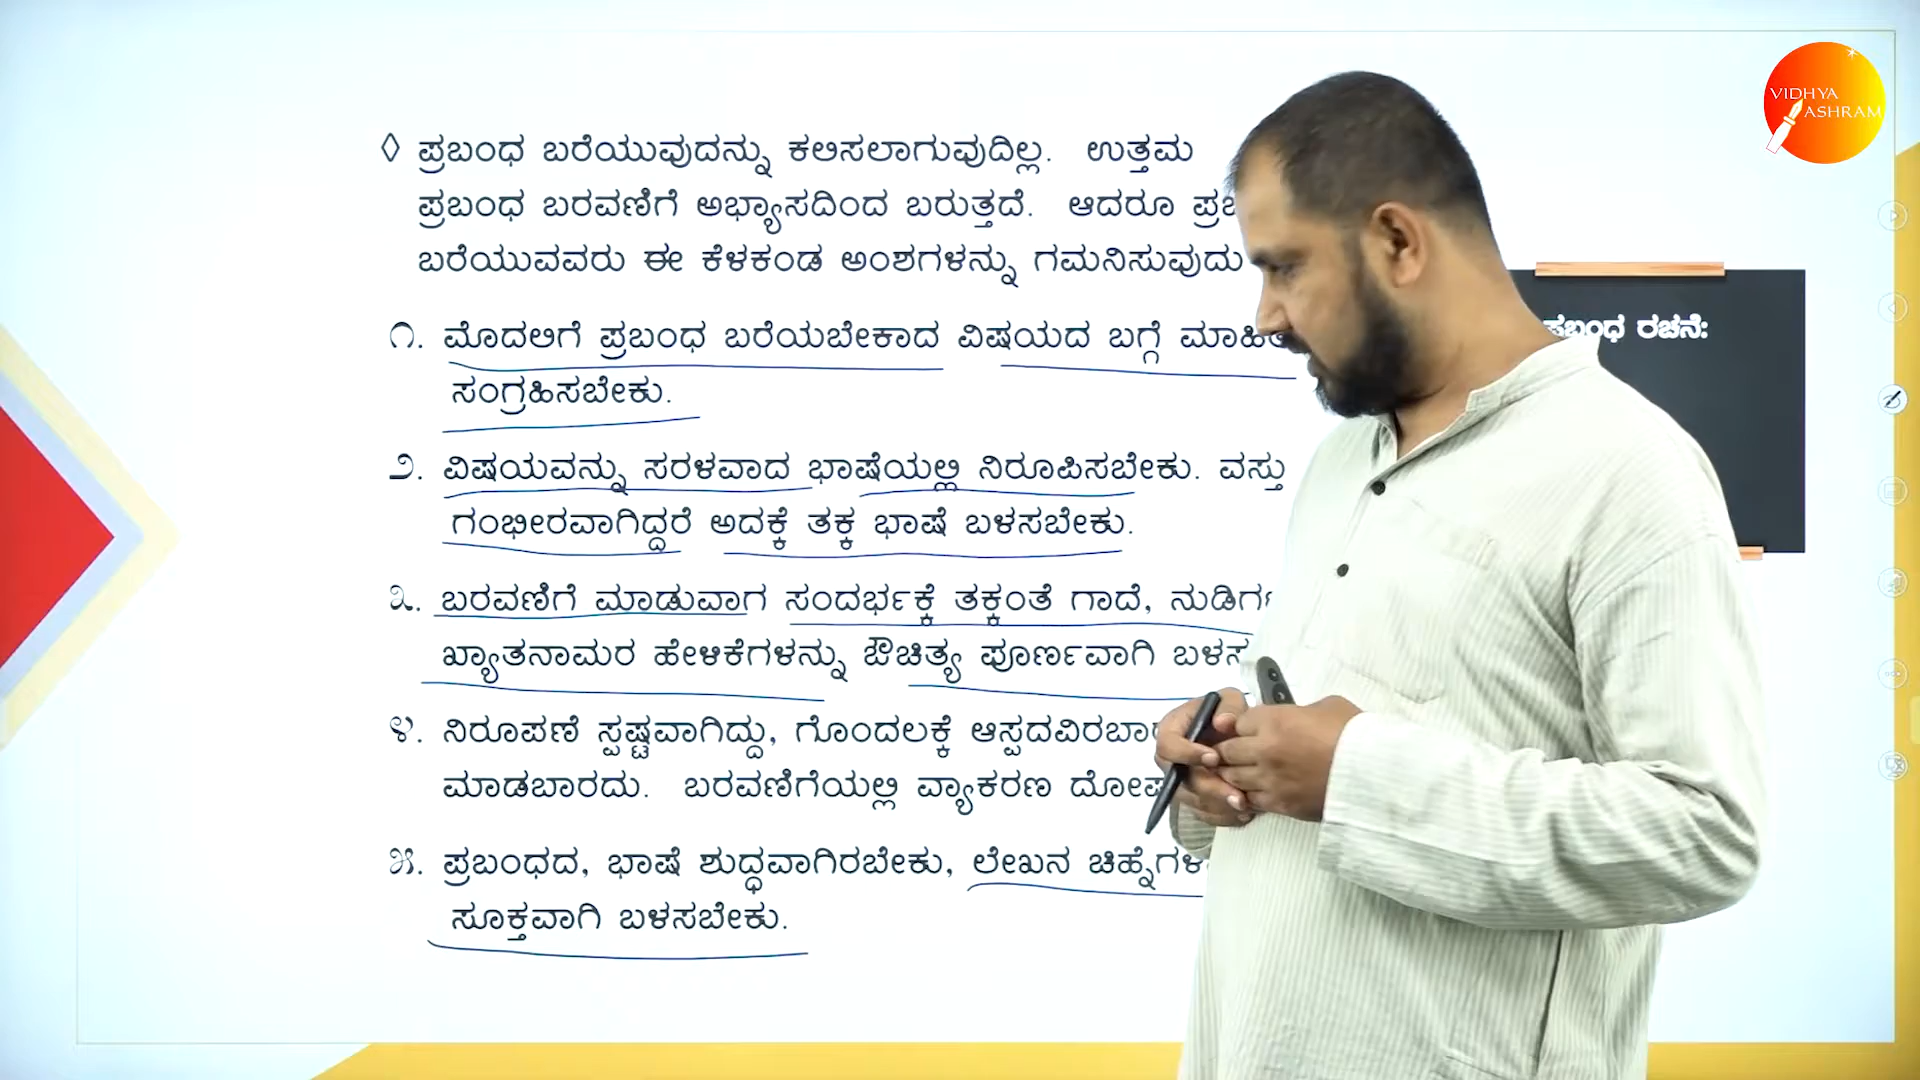 VIDHYA
ASHRAM
◊ ಪ್ರಬಂಧ ಬರೆಯುವುದನ್ನು ಕಲಿಸಲಾಗುವುದಿಲ್ಲ. ಉತ್ತಮ
ಪ್ರಬಂಧ ಬರವಣಿಗೆ ಅಭ್ಯಾಸದಿಂದ ಬರುತ್ತದೆ. ಆದರೂ
ಬರೆಯುವವರು ಈ ಕೆಳಕಂಡ ಅಂಶಗಳನ್ನು ಗಮನಿಸುವುದು
ಪ್ರಬಂಧ ರಚನೆ:
೧. ಮೊದಲಿಗೆ ಪ್ರಬಂಧ ಬರೆಯಬೇಕಾದ ವಿಷಯದ ಬಗ್ಗೆ
ಸಂಗ್ರಹಿಸಬೇಕು.
೨. ವಿಷಯವನ್ನು ಸರಳವಾದ ಭಾಷೆಯಲ್ಲಿ ನಿರೂಪಿಸಬೇಕು. ವಸ್ತು
ಗಂಭೀರವಾಗಿದ್ದರೆ ಅದಕ್ಕೆ ತಕ್ಕ ಭಾಷೆ ಬಳಸಬೇಕು.
೩. ಬರವಣಿಗೆ ಮಾಡುವಾಗ ಸಂದರ್ಭಕ್ಕೆ ತಕ್ಕಂತೆ ಗಾದೆ,
ಖ್ಯಾತನಾಮರ ಹೇಳಿಕೆಗಳನ್ನು ಔಚಿತ್ಯ ಪೂರ್ಣವಾಗಿ
೪. ನಿರೂಪಣೆ ಸ್ಪಷ್ಟವಾಗಿದ್ದು, ಗೊಂದಲಕ್ಕೆ
ಮಾಡಬಾರದು. ಬರವಣಿಗೆಯಲ್ಲಿ ವ್ಯಾಕರಣ
೫. ಪ್ರಬಂಧದ, ಭಾಷೆ ಶುದ್ಧವಾಗಿರಬೇಕು, ಲೇಖನ
ಸೂಕ್ತವಾಗಿ ಬಳಸಬೇಕು.